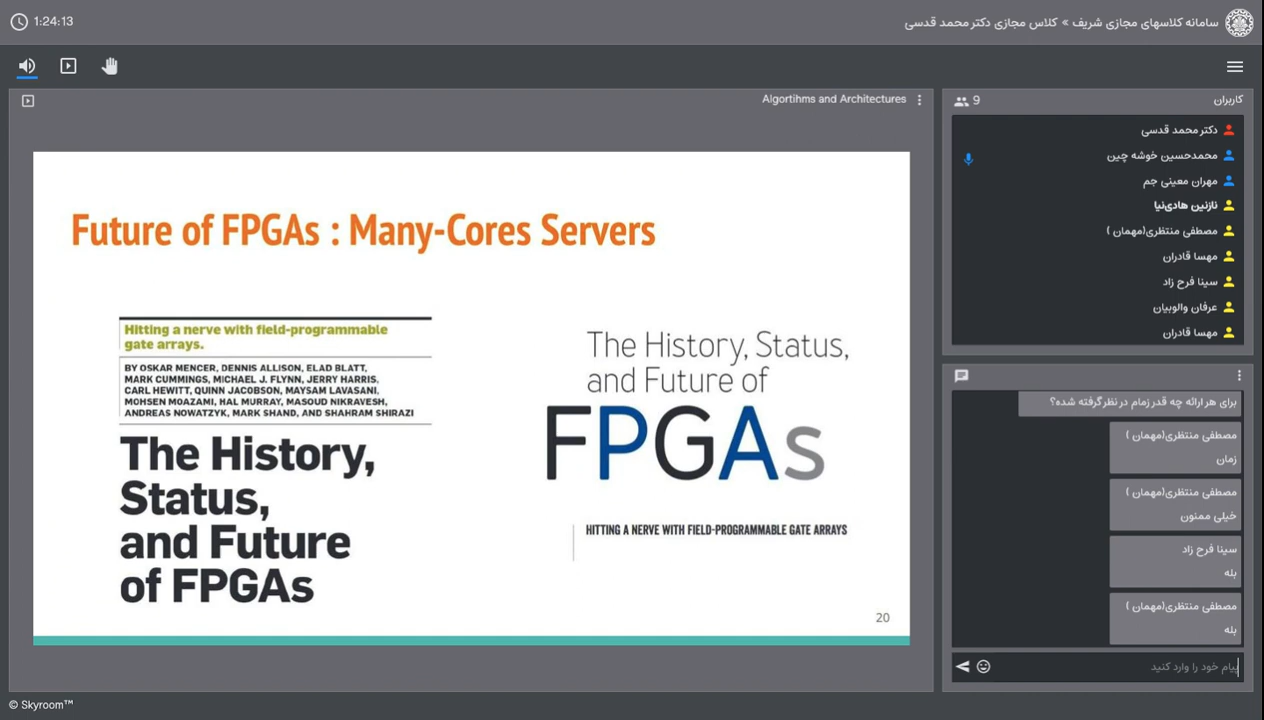 1:24:13
سامانه کلاسهای مجازی شریف » کلاس مجازی دکتر محمد قدسی
Algortihms and Architectures
Future of FPGAs : Many-Cores Servers
Hitting a nerve with field-programmable
gate arrays.
BY OSKAR MENCER, DENNIS ALLISON, ELAD BLATT,
MARK CUMMINGS, MICHAEL J. FLYNN, JERRY HARRIS,
CARL HEWITT, QUINN JACOBSON, MAYSAM LAVASANI,
MOHSEN MOAZAMI, HAL MURRAY, MASOUD NIKRAVESH,
ANDREAS NOWATZYK, MARK SHAND, AND SHAHRAM SHIRAZI
The History,
Status,
and Future
of FPGAs
The History, Status,
and Future of
FPGAs
HITTING A NERVE WITH FIELD-PROGRAMMABLE GATE ARRAYS
20
کاربران
9
دکتر محمد قدسی
محمدحسین خوشه چین
مهران معینی جم
نازنین هادی‌نیا
مصطفی منتظری(مهمان )
مهسا قادران
سینا فرح زاد
عرفان والوییان
مهسا قادران
برای هر ارائه چه قدر زمام در نظر گرفته شده؟
مصطفی منتظری(مهمان )
زمان
مصطفی منتظری(مهمان )
خیلی ممنون
سینا فرح زاد
بله
مصطفی منتظری(مهمان )
بله
پیام خود را وارد کنید
© Skyroom™